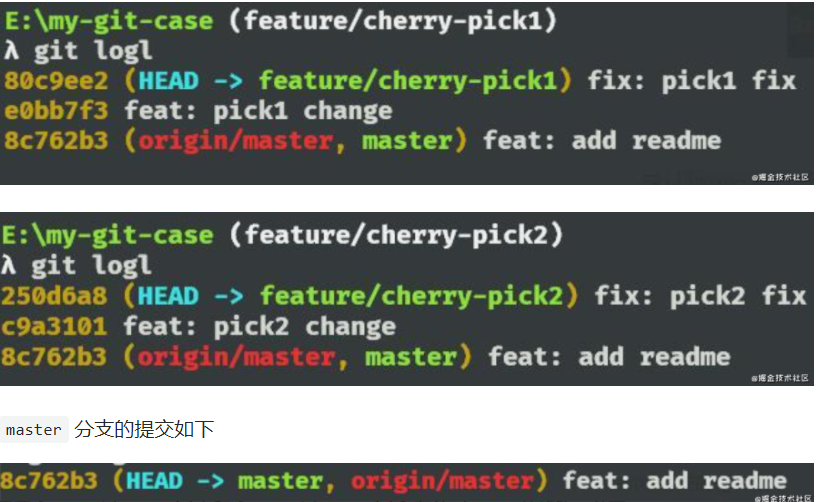 E:\my-git-case (feature/cherry-pick1)
λ git logl
80c9ee2 (HEAD -> feature/cherry-pick1) fix: pick1 fix
e0bb7f3 feat: pick1 change
8c762b3 (origin/master, master) feat: add readme
@掘金技术社区
E:\my-git-case (feature/cherry-pick2)
λ git logl
250d6a8 (HEAD -> feature/cherry-pick2) fix: pick2 fix
c9a3101 feat: pick2 change
8c762b3 (origin/master, master) feat: add readme
@掘金技术社区
master 分支的提交如下
8c762b3 (HEAD -> master, origin/master) feat: add readme
@掘金技术社区